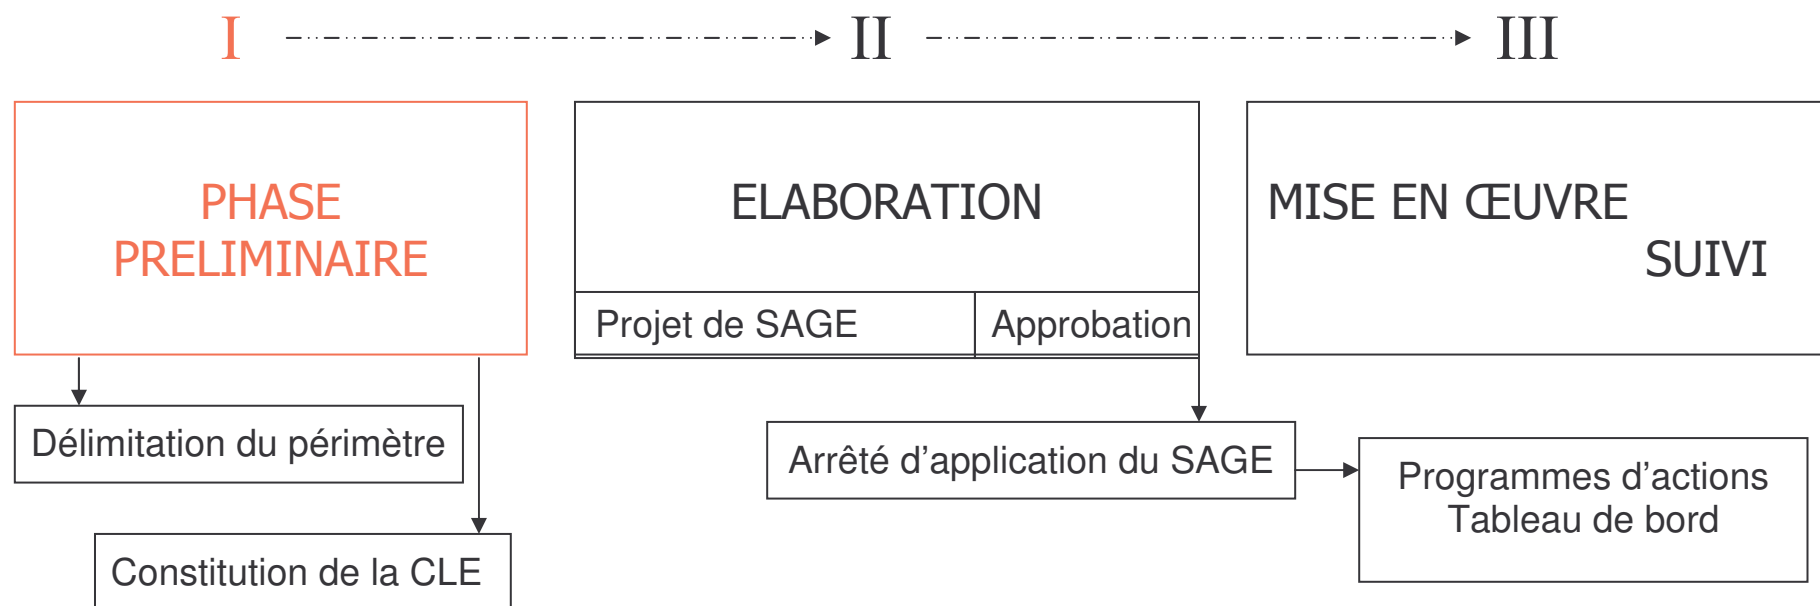 I
II
III
PHASE
PRELIMINAIRE
ELABORATION
Projet de SAGE
Approbation
MISE EN ŒUVRE
SUIVI
Délimitation du périmètre
Constitution de la CLE
Arrêté d’application du SAGE
Programmes d’actions
Tableau de bord